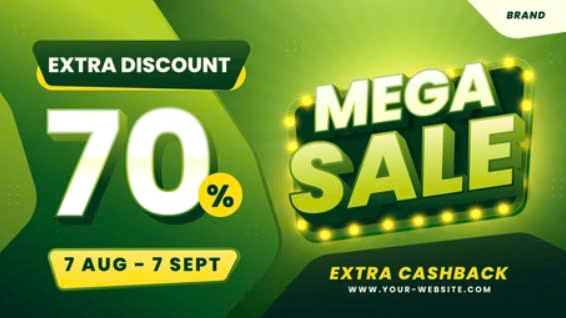 BRAND
EXTRA DISCOUNT
70%
7 AUG - 7 SEPT
MEGA
SALE
EXTRA CASHBACK
WWW.YOUR-WEBSITE.COM